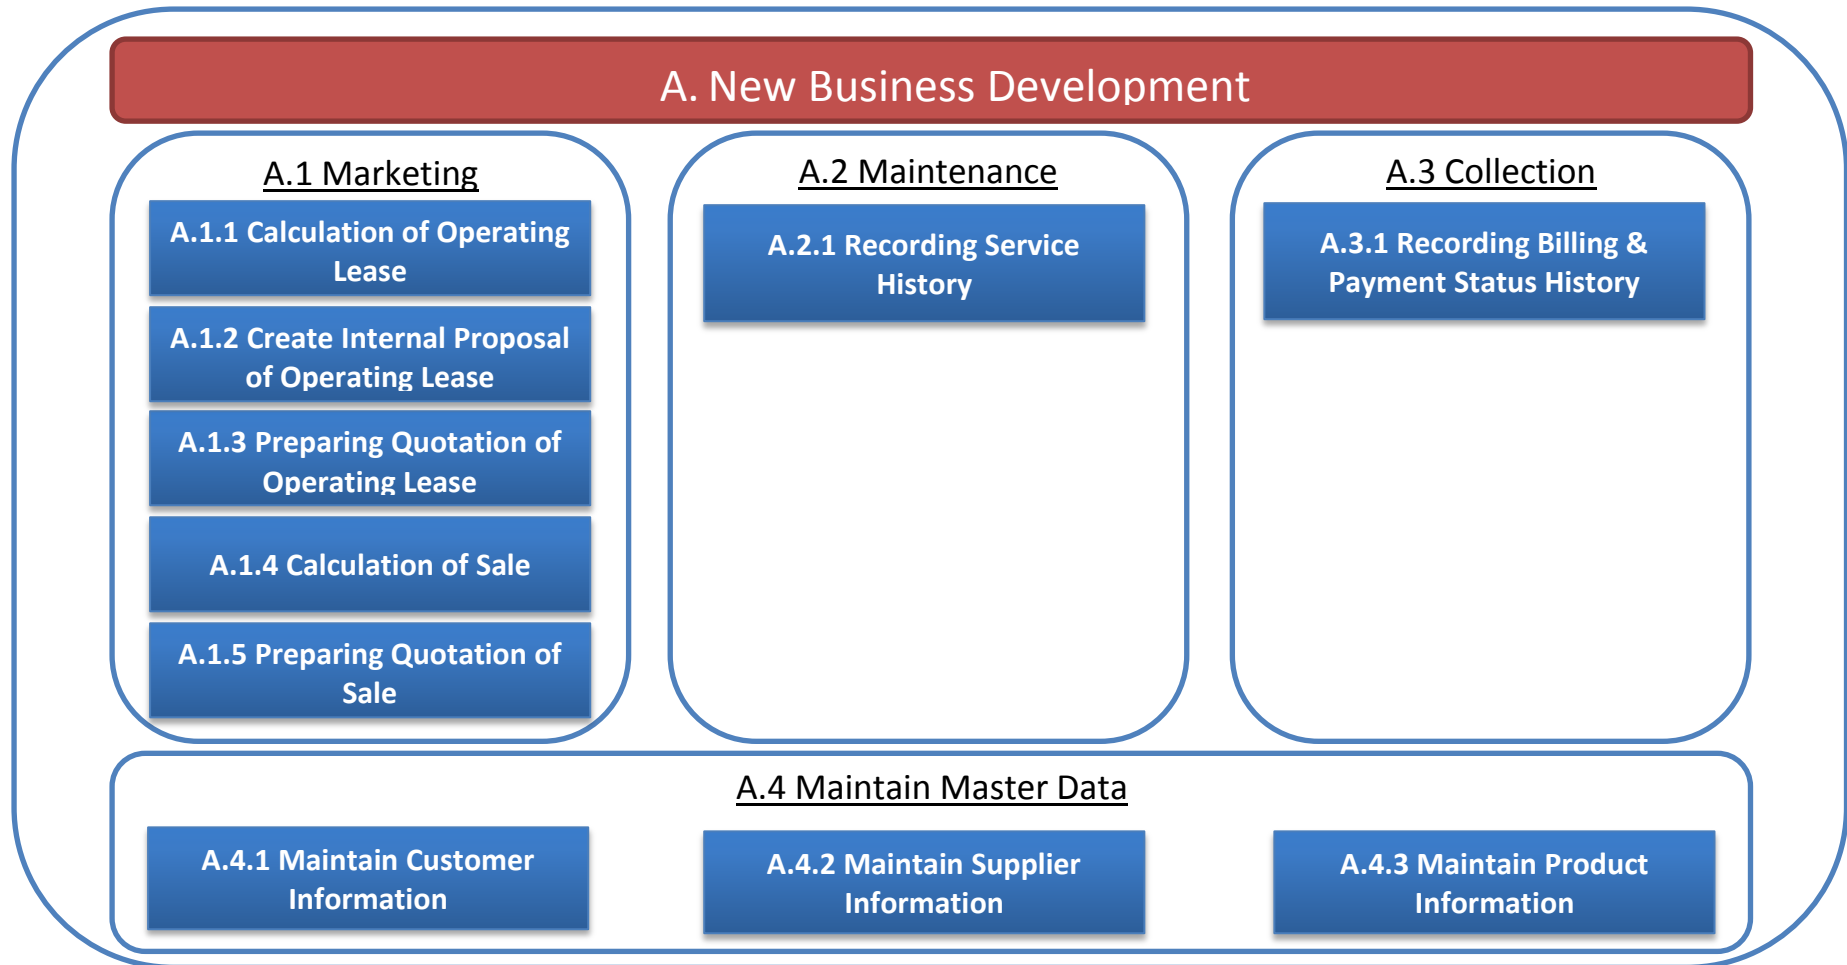 A. New Business Development
A.1 Marketing
A.1.1 Calculation of Operating
Lease
A.1.2 Create Internal Proposal
of Operating Lease
A.1.3 Preparing Quotation of
Operating Lease
A.1.4 Calculation of Sale
A.1.5 Preparing Quotation of
Sale
A.2 Maintenance
A.2.1 Recording Service
History
A.3 Collection
A.3.1 Recording Billing &
Payment Status History
A.4 Maintain Master Data
A.4.1 Maintain Customer
Information
A.4.2 Maintain Supplier
Information
A.4.3 Maintain Product
Information